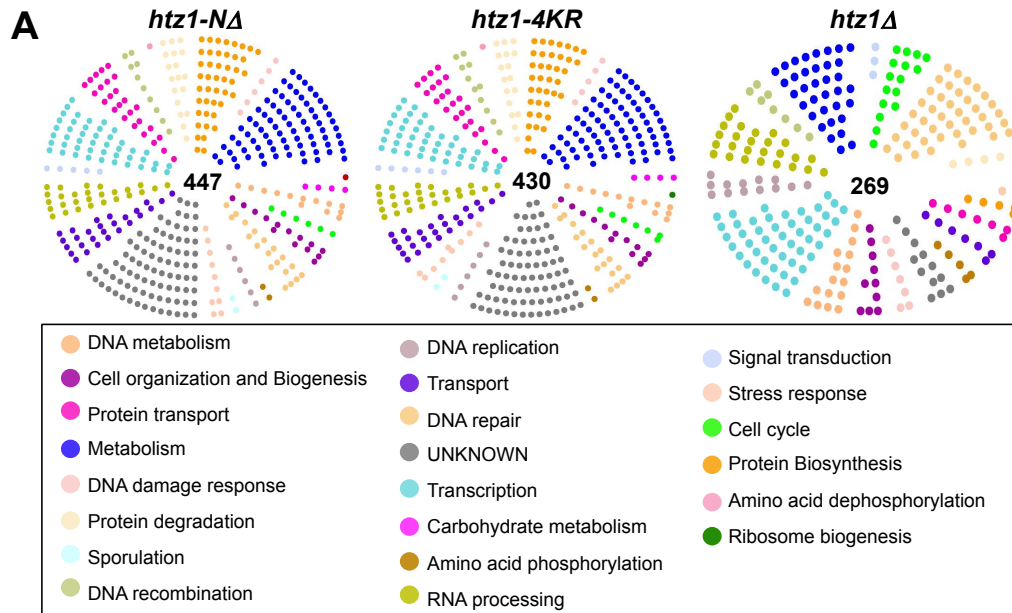 A
htz1-NΔ
htz1-4KR
htz1Δ
447
430
269
DNA metabolism
Cell organization and Biogenesis
Protein transport
Metabolism
DNA damage response
Protein degradation
Sporulation
DNA recombination
DNA replication
Transport
DNA repair
UNKNOWN
Transcription
Carbohydrate metabolism
Amino acid phosphorylation
RNA processing
Signal transduction
Stress response
Cell cycle
Protein Biosynthesis
Amino acid dephosphorylation
Ribosome biogenesis